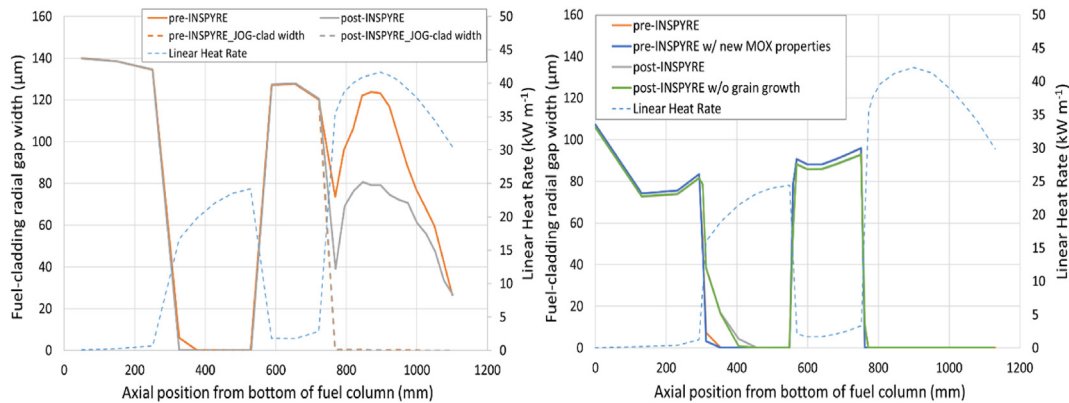 pre-INSPYRE
post-INSPYRE
pre-INSPYRE_JOG-clad width
post-INSPYRE_JOG-clad width
Linear Heat Rate
Fuel-cladding radial gap width (µm)
160
140
120
100
80
60
40
20
0
50
45
40
35
30
25
20
15
10
5
0
Linear Heat Rate (kW m-1)
0 200 400 600 800 1000 1200
Axial position from bottom of fuel column (mm)
pre-INSPYRE
pre-INSPYRE w/ new MOX properties
post-INSPYRE
post-INSPYRE w/o grain growth
Linear Heat Rate
Fuel-cladding radial gap width (µm)
160
140
120
100
80
60
40
20
0
50
45
40
35
30
25
20
15
10
5
0
Linear Heat Rate (kW m-1)
0 200 400 600 800 1000 1200
Axial position from bottom of fuel column (mm)